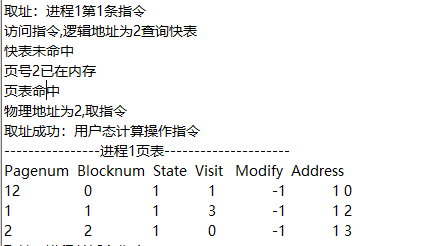 取址：进程1第1条指令
访问指令,逻辑地址为2查询快表
快表未命中
页号2已在内存
页表命中
物理地址为2,取指令
取址成功：用户态计算操作指令
---------------进程1页表---------------------
Pagenum Blocknum State Visit Modify Address
12 0 1 1 -1 1 0
1 1 1 3 -1 1 2
2 2 1 0 -1 1 3